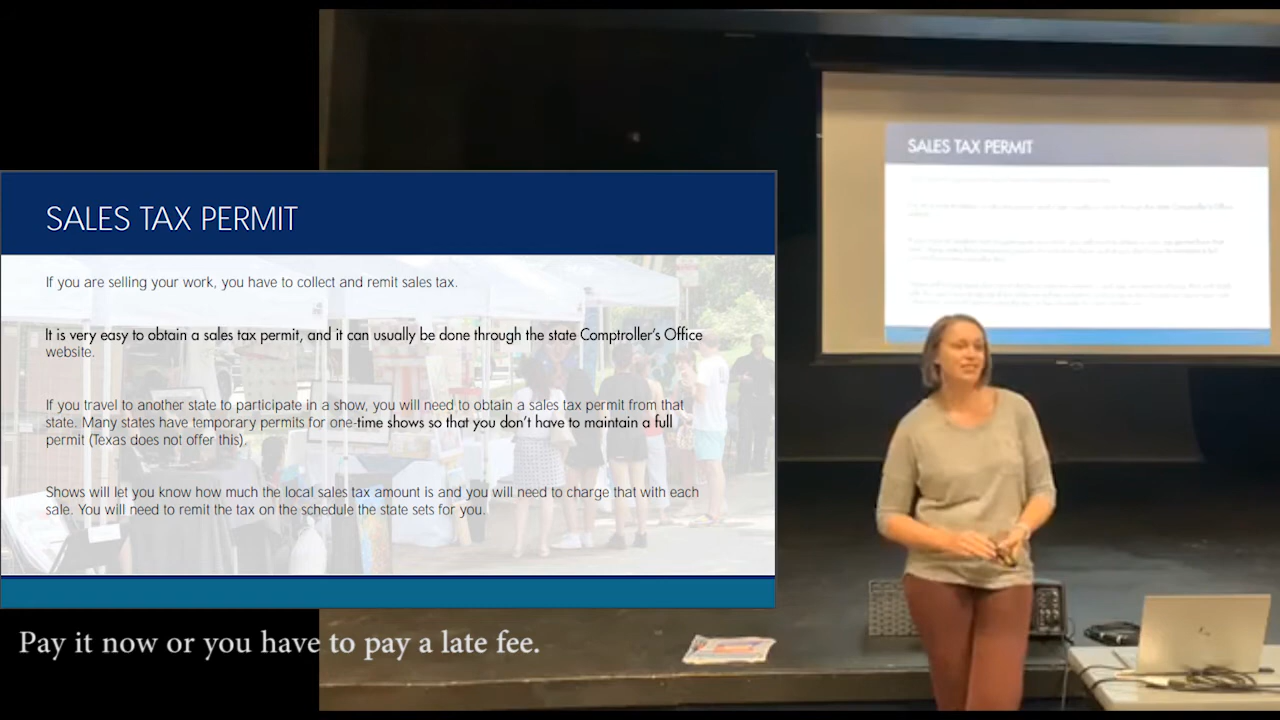 SALES TAX PERMIT
If you are selling your work, you have to collect and remit sales tax.
It is very easy to obtain a sales tax permit, and it can usually be done through the state Comptroller's Office
website.
If you travel to another state to participate in a show, you will need to obtain a sales tax permit from that
state. Many states have temporary permits for one-time shows so that you don't have to maintain a full
permit (Texas does not offer this).
Shows will let you know how much the local sales tax amount is and you will need to charge that with each
sale. You will need to remit the tax on the schedule the state sets for you.
Pay it now or you have to pay a late fee.
SALES TAX PERMIT